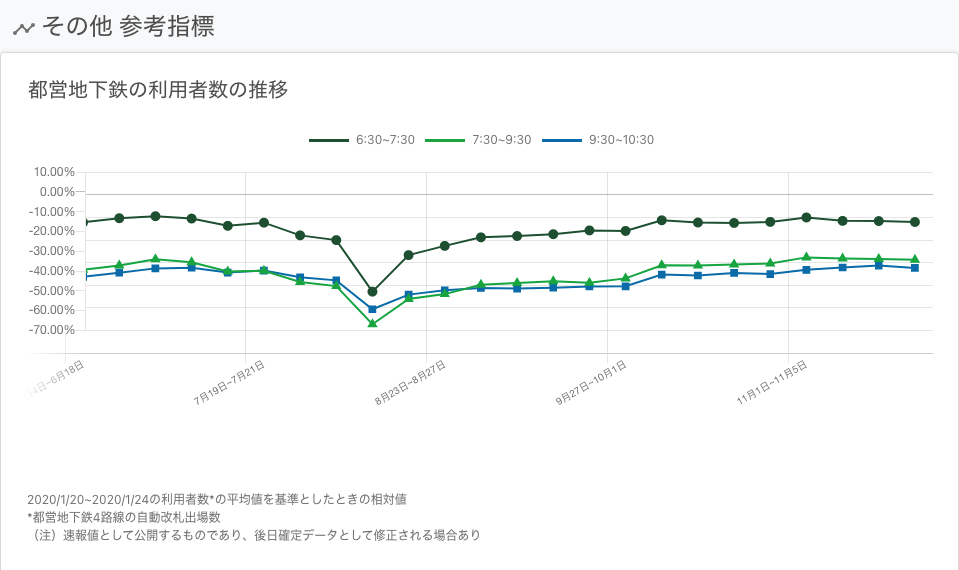 その他 参考指標
都営地下鉄の利用者数の推移
6:30~7:30 7:30~9:30 9:30~10:30
10.00%
0.00%
-10.00%
-20.00%
-30.00%
-40.00%
-50.00%
-60.00%
-70.00%
14日~6月18日 7月19日~7月21日 8月23日~8月27日 9月27日~10月1日 11月1日~11月5日
2020/1/20~2020/1/24の利用者数*の平均値を基準としたときの相対値
*都営地下鉄4路線の自動改札出場数
（注）速報値として公開するものであり、後日確定データとして修正される場合あり